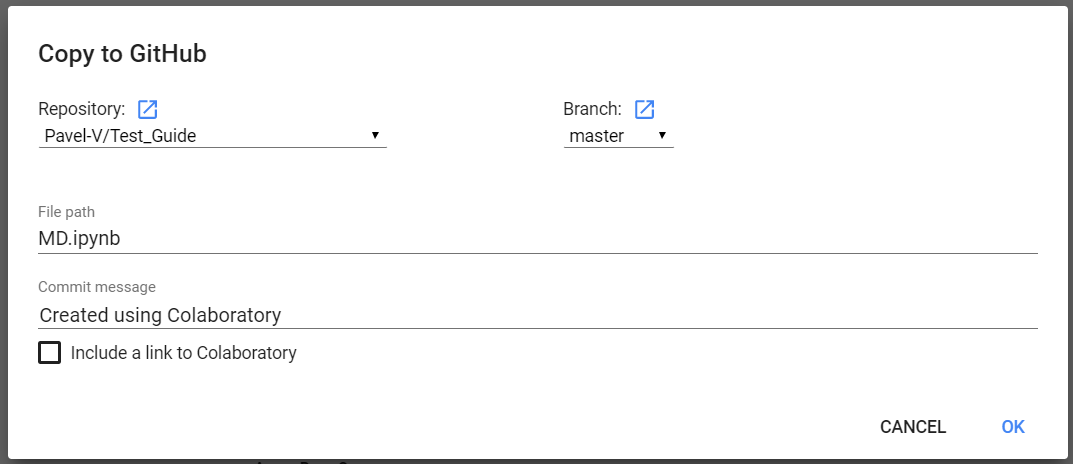 Copy to GitHub
Repository: Branch:
Pavel-V/Test_Guide master
File path
MD.ipynb
Commit message
Created using Colaboratory
Include a link to Colaboratory
CANCEL OK